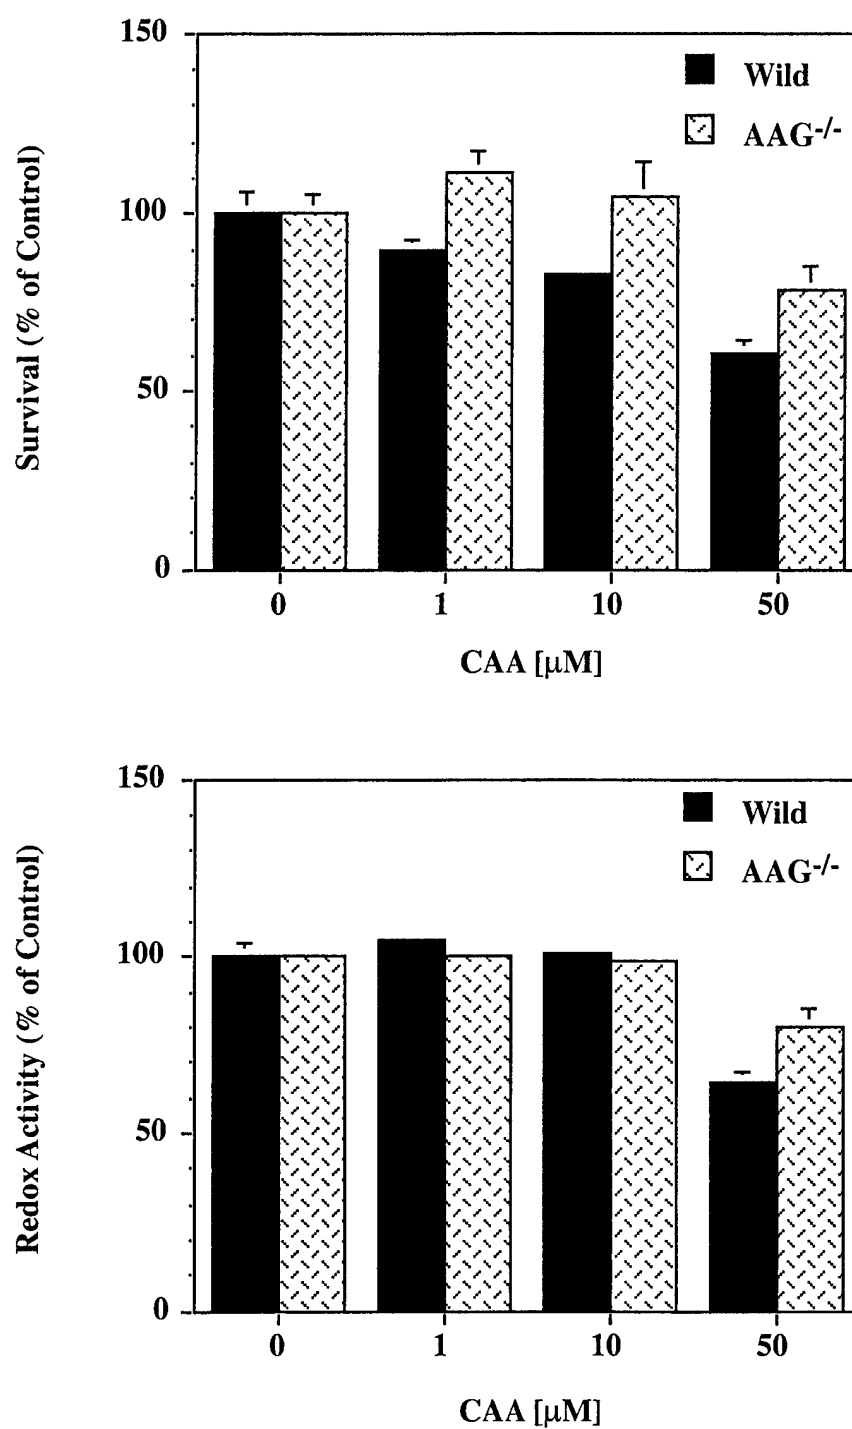 150
Wild
AAG-/-
100
50
0
Survival (% of Control)
0 1 10 50
CAA [µM]
150
Wild
AAG-/-
100
50
0
Redox Activity (% of Control)
0 1 10 50
CAA [µM]